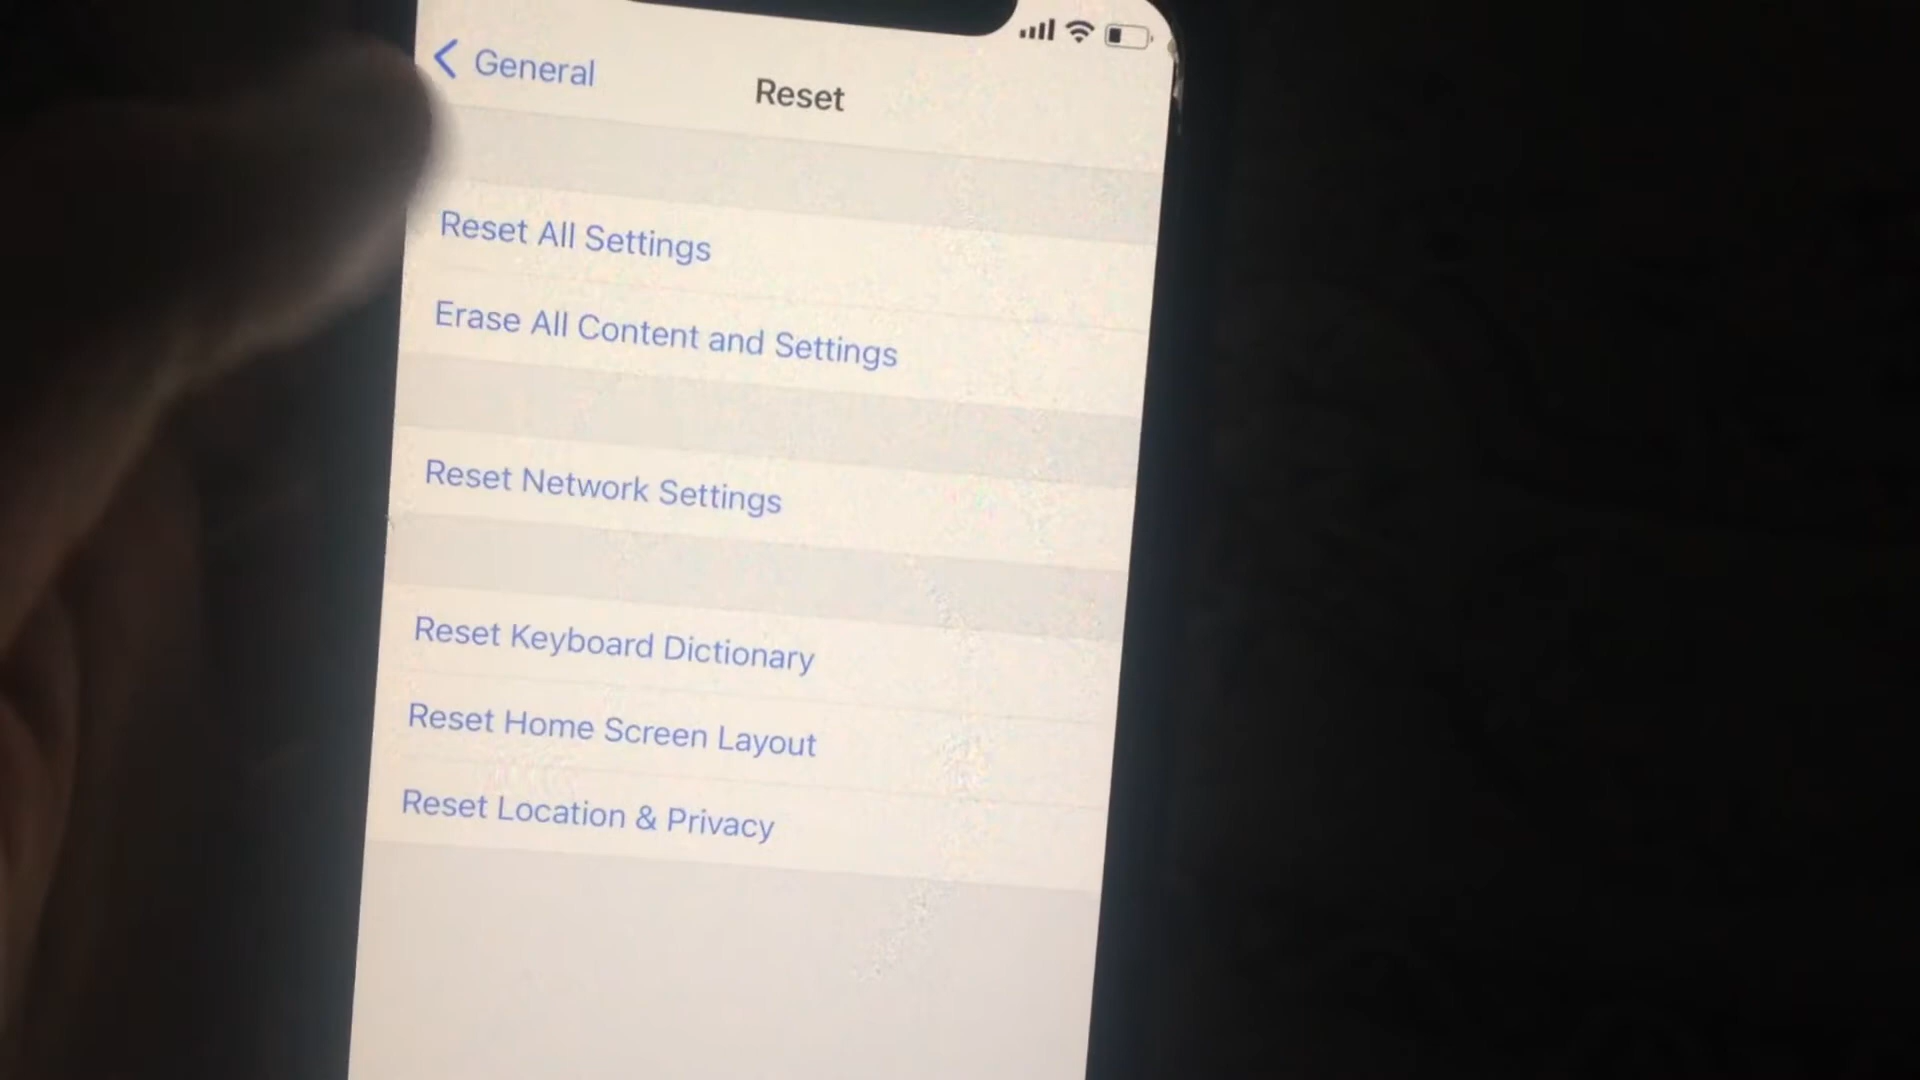 General
Reset
Reset All Settings
Erase All Content and Settings
Reset Network Settings
Reset Keyboard Dictionary
Reset Home Screen Layout
Reset Location & Privacy